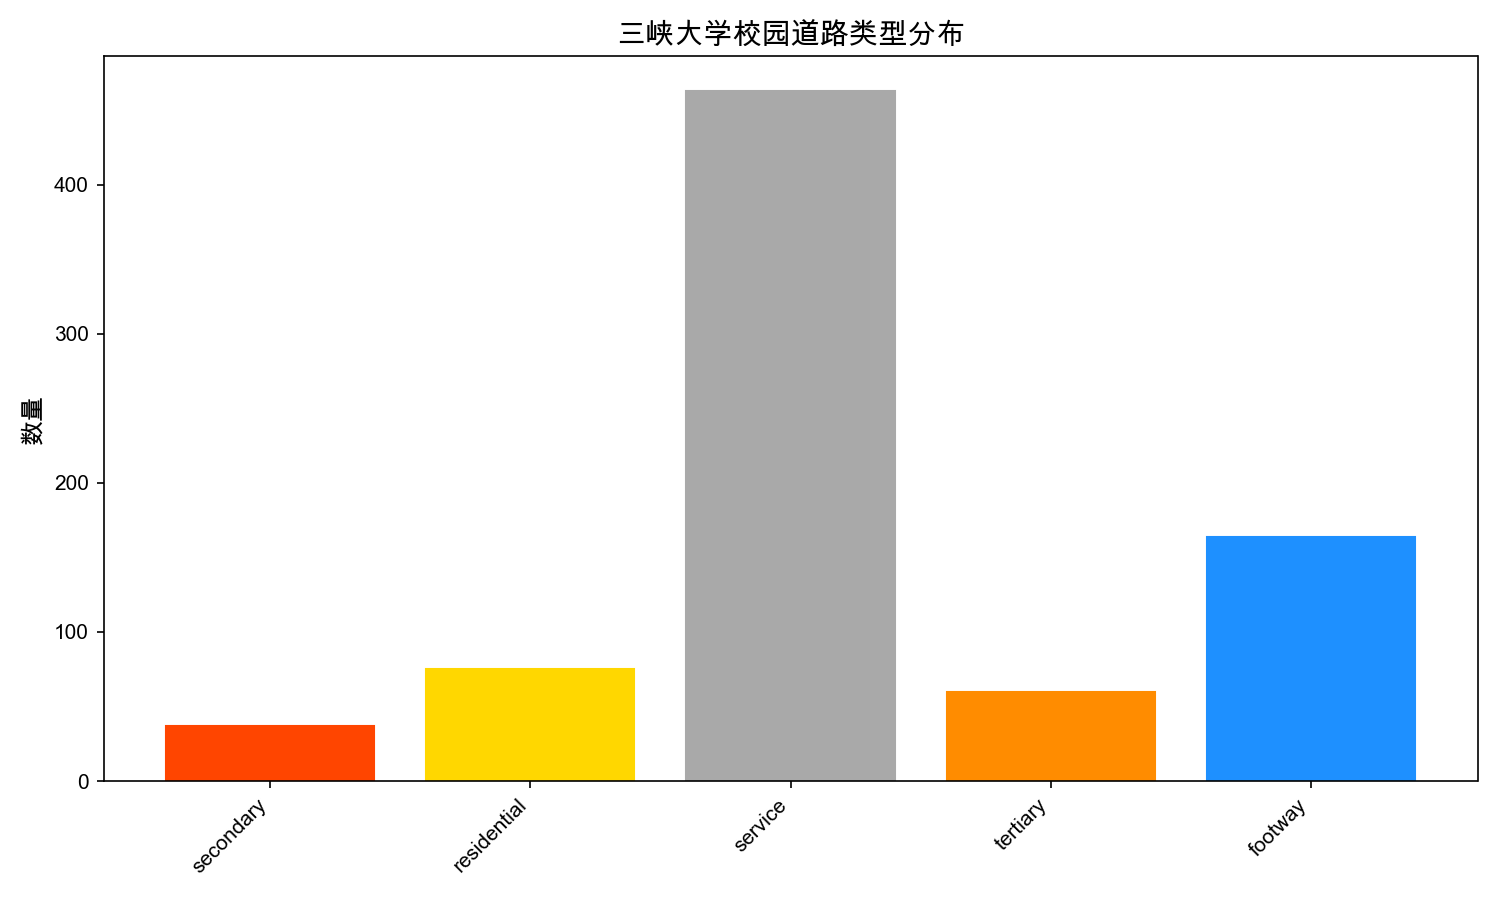 三峡大学校园道路类型分布
数量
400
300
200
100
0
secondary
residential
service
tertiary
footway